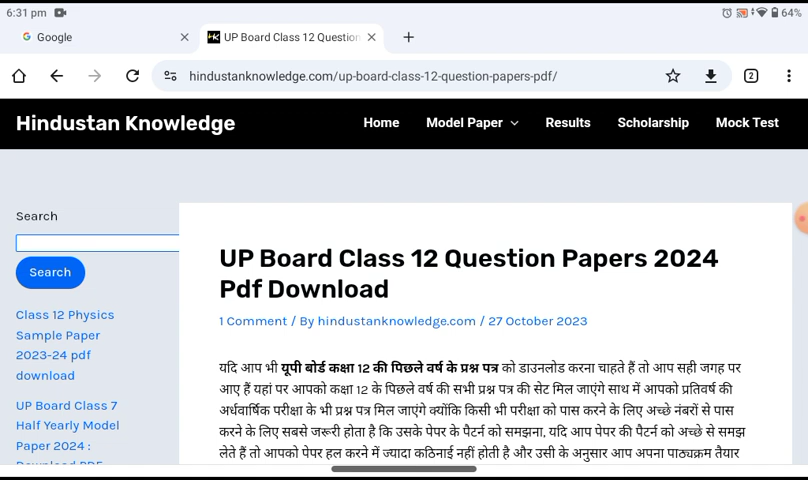 6:31 pm
64%
Google
UP Board Class 12 Question
hindustanknowledge.com/up-board-class-12-question-papers-pdf/
2
Hindustan Knowledge
Home
Model Paper
Results
Scholarship
Mock Test
Search
Search
Class 12 Physics
Sample Paper
2023-24 pdf
download
UP Board Class 7
Half Yearly Model
Paper 2024 :
Download PDF
UP Board Class 12 Question Papers 2024
Pdf Download
1 Comment / By hindustanknowledge.com / 27 October 2023
यदि आप भी यूपी बोर्ड कक्षा 12 की पिछले वर्ष के प्रश्न पत्र को डाउनलोड करना चाहते हैं तो आप सही जगह पर
आए हैं यहां पर आपको कक्षा 12 के पिछले वर्ष की सभी प्रश्न पत्र की सेट मिल जाएंगे साथ में आपको प्रतिवर्ष की
अर्धवार्षिक परीक्षा के भी प्रश्न पत्र मिल जाएंगे क्योंकि किसी भी परीक्षा को पास करने के लिए अच्छे नंबरों से पास
करने के लिए सबसे जरूरी होता है कि उसके पेपर के पैटर्न को समझना, यदि आप पेपर की पैटर्न को अच्छे से समझ
लेते हैं तो आपको पेपर हल करने में ज्यादा कठिनाई नहीं होती है और उसी के अनुसार आप अपना पाठ्यक्रम तैयार